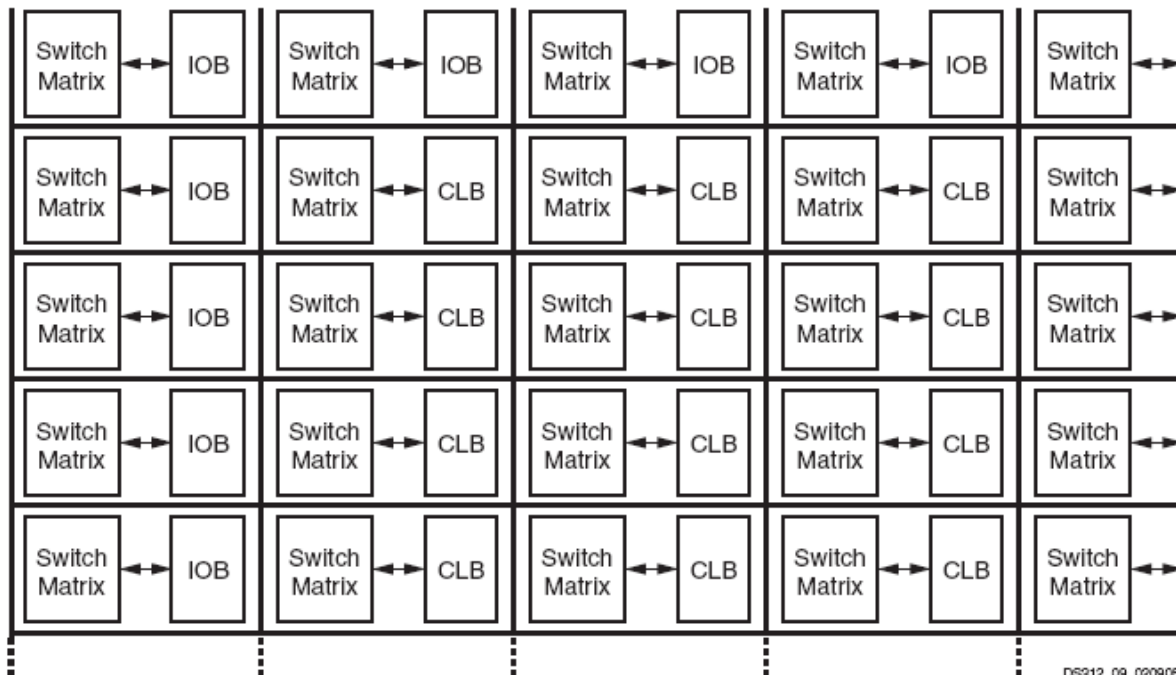 Switch Matrix IOB Switch Matrix IOB Switch Matrix IOB Switch Matrix IOB Switch Matrix
Switch Matrix IOB Switch Matrix CLB Switch Matrix CLB Switch Matrix CLB Switch Matrix
Switch Matrix IOB Switch Matrix CLB Switch Matrix CLB Switch Matrix CLB Switch Matrix
Switch Matrix IOB Switch Matrix CLB Switch Matrix CLB Switch Matrix CLB Switch Matrix
Switch Matrix IOB Switch Matrix CLB Switch Matrix CLB Switch Matrix CLB Switch Matrix
DS312_09_020905